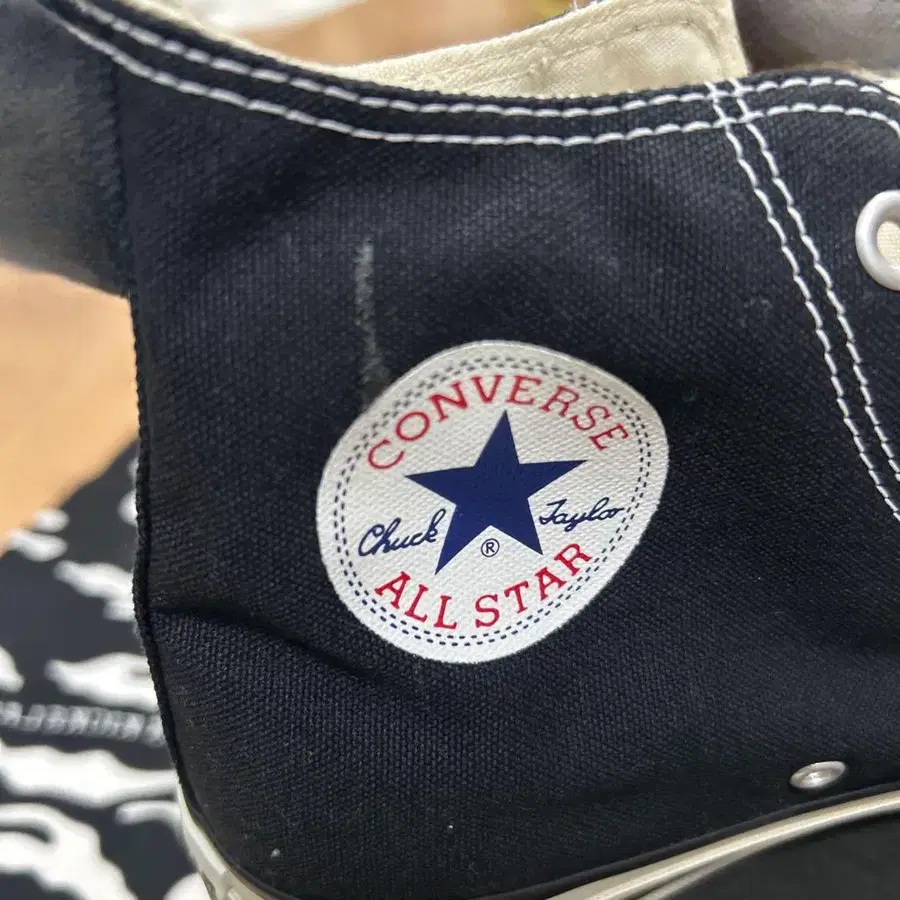 CONVERSE
Chuck Taylor
®
ALL STAR